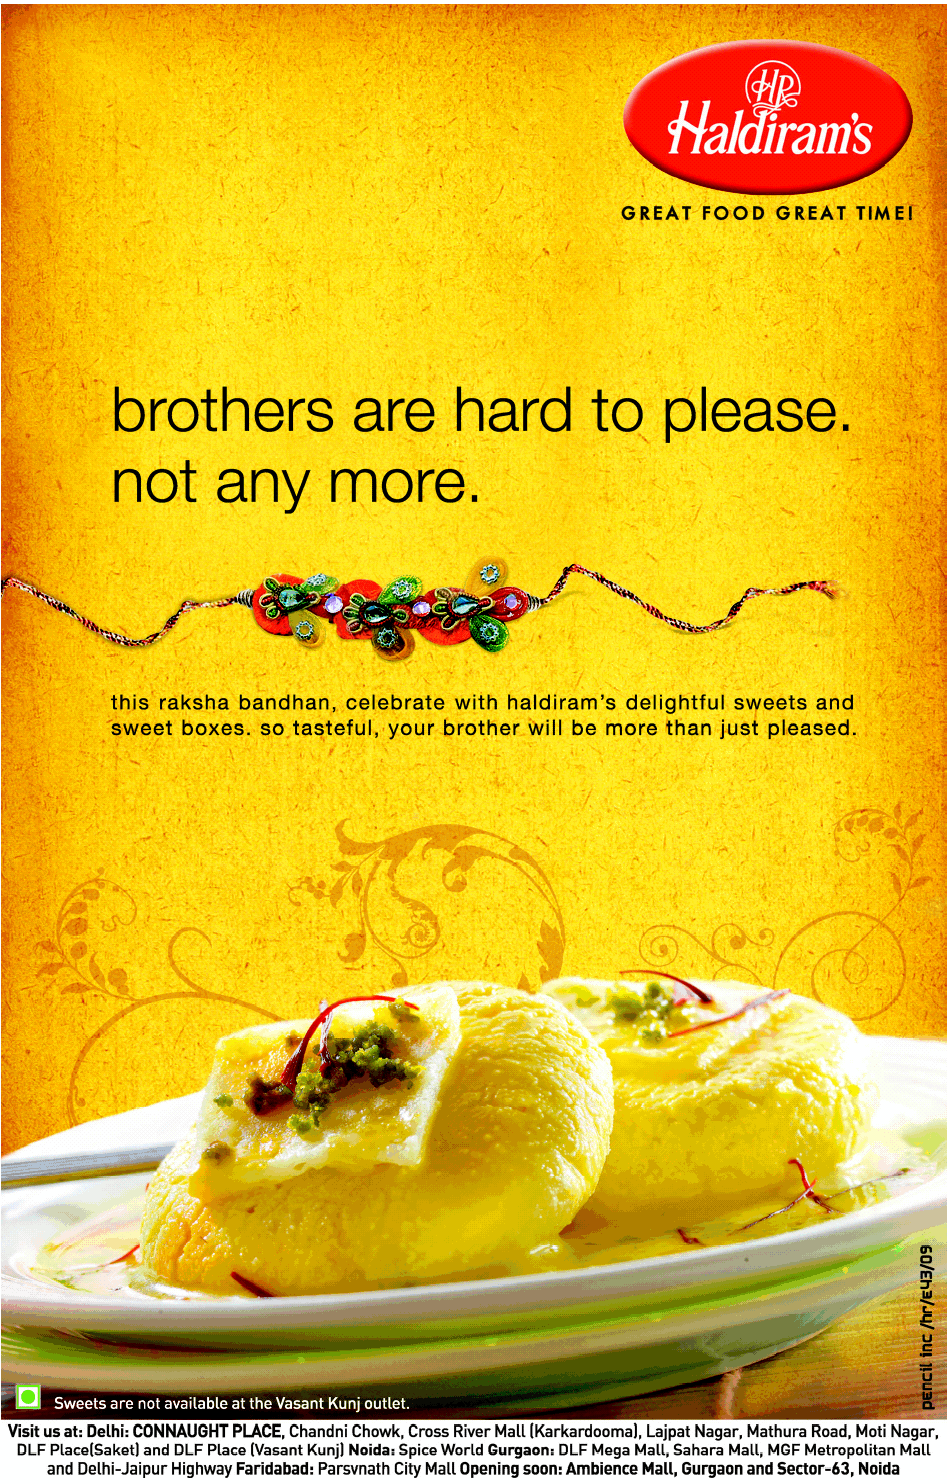 HR
Haldiram's
GREAT FOOD GREAT TIME!
brothers are hard to please.
not any more.
this raksha bandhan, celebrate with haldiram's delightful sweets and
sweet boxes. so tasteful, your brother will be more than just pleased.
pencil inc /hr/e43/09
Sweets are not available at the Vasant Kunj outlet.
Visit us at: Delhi: CONNAUGHT PLACE, Chandni Chowk, Cross River Mall (Karkardooma), Lajpat Nagar, Mathura Road, Moti Nagar,
DLF Place(Saket) and DLF Place (Vasant Kunj) Noida: Spice World Gurgaon: DLF Mega Mall, Sahara Mall, MGF Metropolitan Mall
and Delhi-Jaipur Highway Faridabad: Parsvnath City Mall Opening soon: Ambience Mall, Gurgaon and Sector-63, Noida